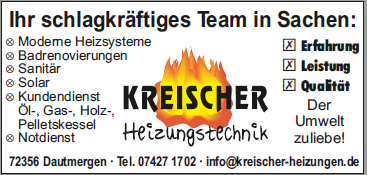 Ihr schlagkräftiges Team in Sachen:
⊗ Moderne Heizsysteme
⊗ Badrenovierungen
⊗ Sanitär
⊗ Solar
⊗ Kundendienst
Öl-, Gas-, Holz-,
Pelletskessel
⊗ Notdienst
KREISCHER
Heizungstechnik
☒ Erfahrung
☒ Leistung
☒ Qualität
Der
Umwelt
zuliebe!
72356 Dautmergen · Tel. 07427 1702 · info@kreischer-heizungen.de